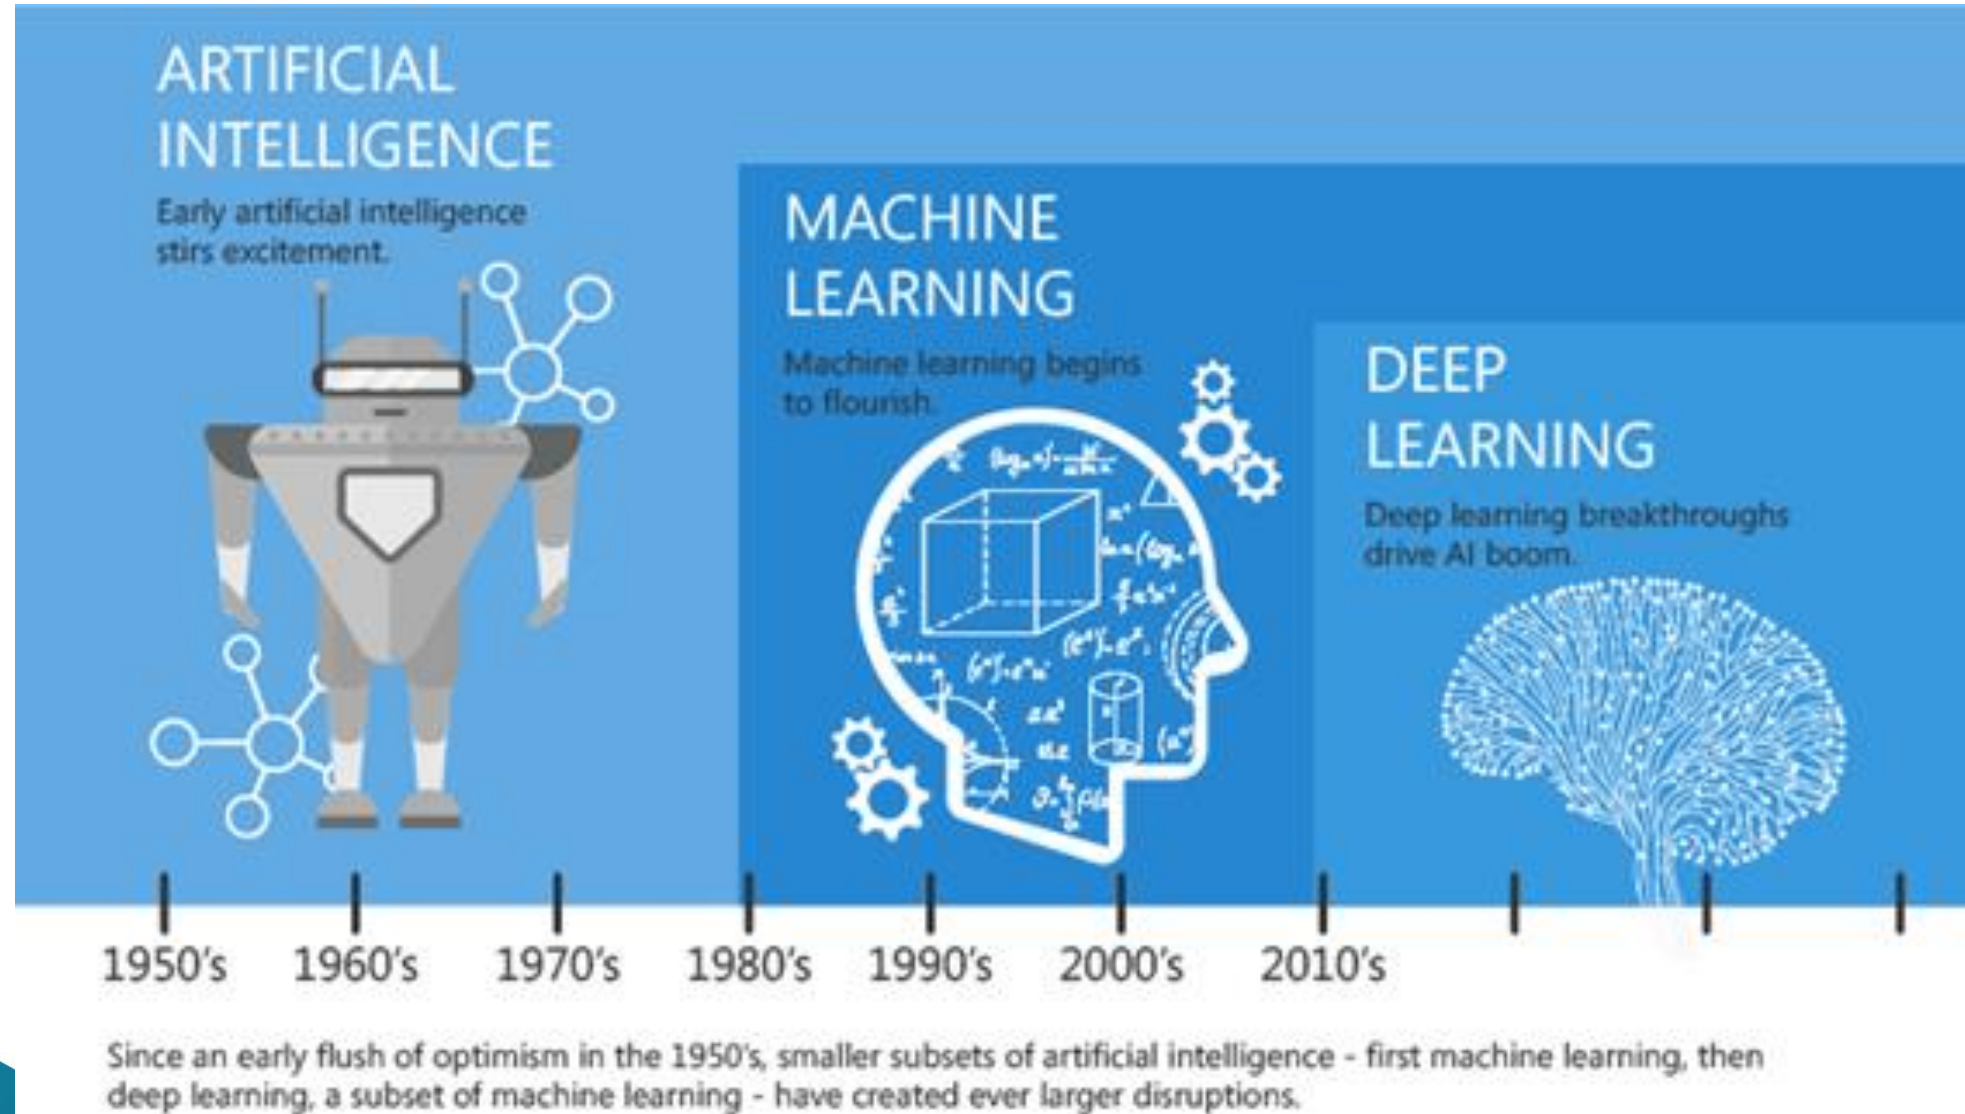 ARTIFICIAL
INTELLIGENCE
Early artificial intelligence
stirs excitement.
MACHINE
LEARNING
Machine learning begins
to flourish.
DEEP
LEARNING
Deep learning breakthroughs
drive AI boom.
1950's 1960's 1970's 1980's 1990's 2000's 2010's
Since an early flush of optimism in the 1950's, smaller subsets of artificial intelligence - first machine learning, then
deep learning, a subset of machine learning - have created ever larger disruptions.